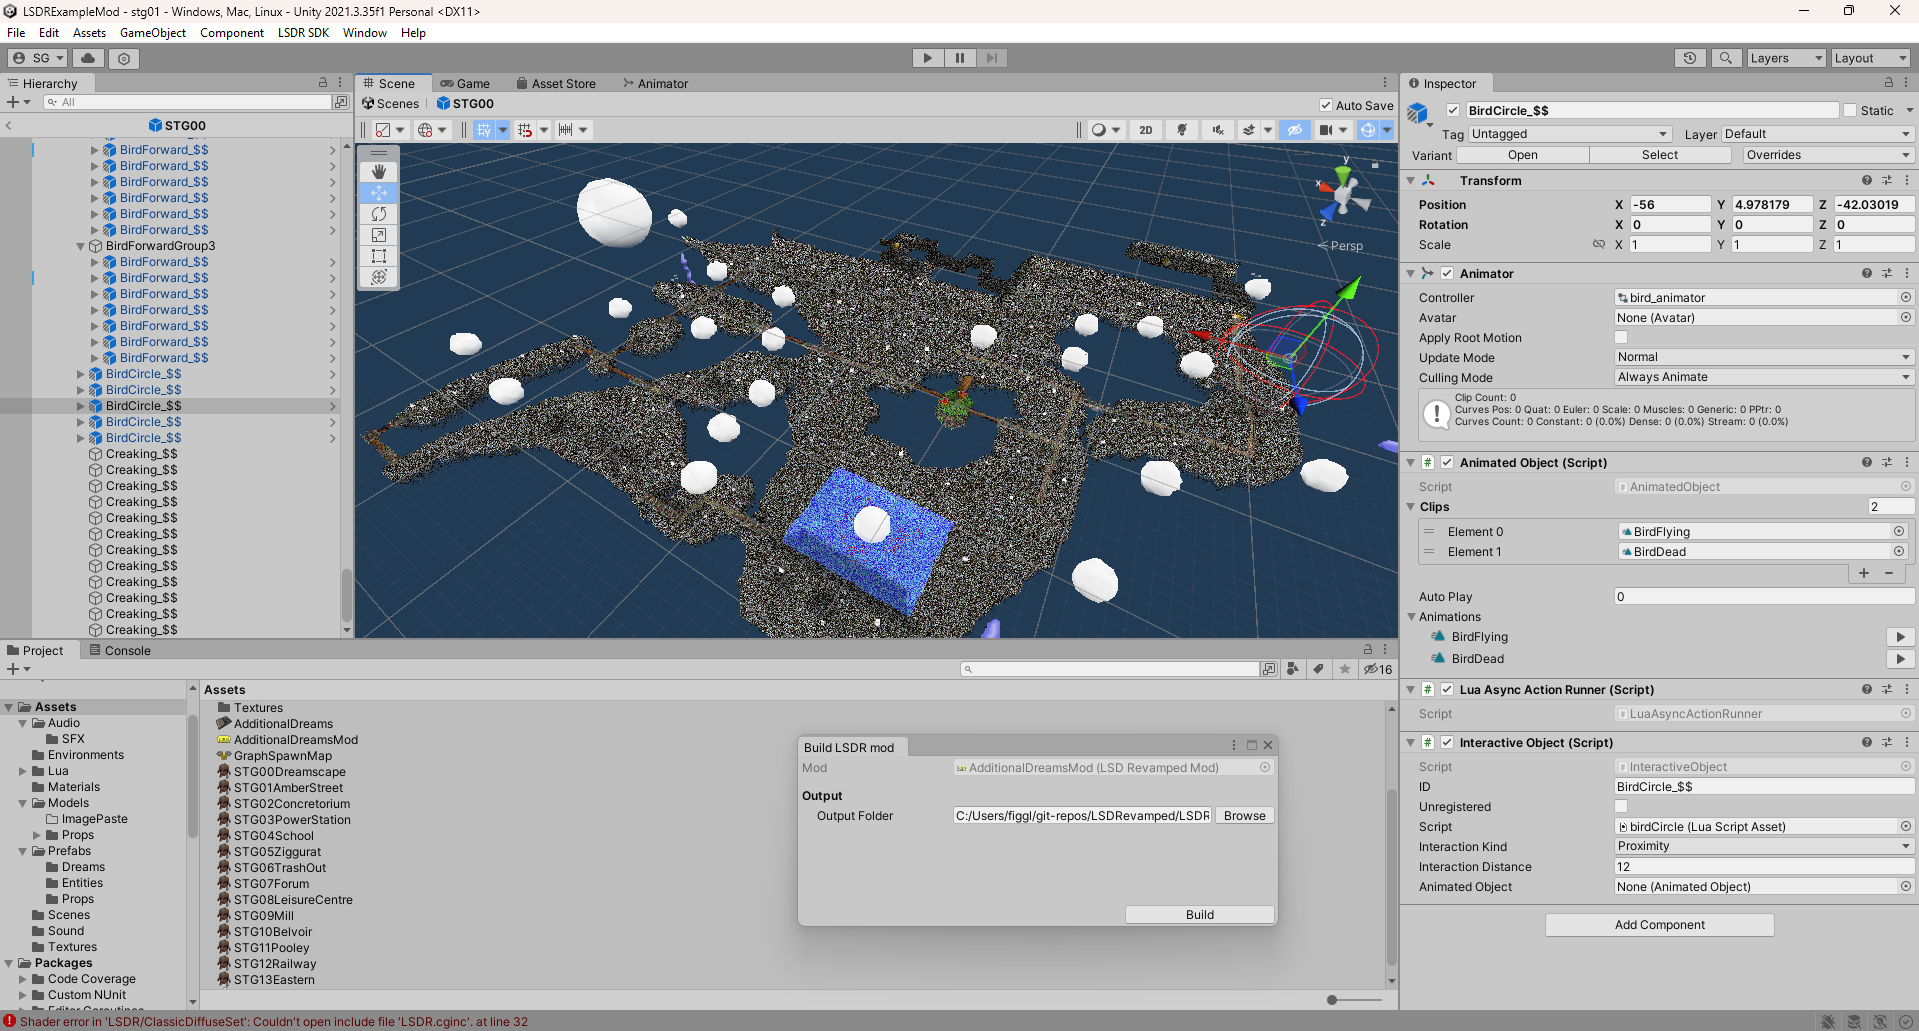 LSDRExampleMod - stg01 - Windows, Mac, Linux - Unity 2021.3.35f1 Personal <DX11>
File Edit Assets GameObject Component LSDR SDK Window Help
SG Layers Layout
Hierarchy
All
STG00
BirdForward_$$
BirdForward_$$
BirdForward_$$
BirdForward_$$
BirdForward_$$
BirdForward_$$
BirdForwardGroup3
BirdForward_$$
BirdForward_$$
BirdForward_$$
BirdForward_$$
BirdForward_$$
BirdForward_$$
BirdForward_$$
BirdCircle_$$
BirdCircle_$$
BirdCircle_$$
BirdCircle_$$
BirdCircle_$$
Creaking_$$
Creaking_$$
Creaking_$$
Creaking_$$
Creaking_$$
Creaking_$$
Creaking_$$
Creaking_$$
Creaking_$$
Creaking_$$
Creaking_$$
Creaking_$$
Scene Game Asset Store Animator
Scenes STG00 Auto Save
2D
y
x
z
Persp
Project Console
16
Assets
Audio
SFX
Environments
Lua
Materials
Models
ImagePaste
Props
Prefabs
Dreams
Entities
Props
Scenes
Sound
Textures
Packages
Code Coverage
Custom NUnit
Assets
Textures
AdditionalDreams
AdditionalDreamsMod
GraphSpawnMap
STG00Dreamscape
STG01AmberStreet
STG02Concretorium
STG03PowerStation
STG04School
STG05Ziggurat
STG06TrashOut
STG07Forum
STG08LeisureCentre
STG09Mill
STG10Belvoir
STG11Pooley
STG12Railway
STG13Eastern
Build LSDR mod
Mod AdditionalDreamsMod (LSD Revamped Mod)
Output
Output Folder C:/Users/figgl/git-repos/LSDRevamped/LSDR Browse
Build
Inspector
BirdCircle_$$ Static
Tag Untagged Layer Default
Variant Open Select Overrides
Transform
Position X -56 Y 4.978179 Z -42.03019
Rotation X 0 Y 0 Z 0
Scale X 1 Y 1 Z 1
Animator
Controller bird_animator
Avatar None (Avatar)
Apply Root Motion
Update Mode Normal
Culling Mode Always Animate
Clip Count: 0
Curves Pos: 0 Quat: 0 Euler: 0 Scale: 0 Muscles: 0 Generic: 0 PPtr: 0
Curves Count: 0 Constant: 0 (0.0%) Dense: 0 (0.0%) Stream: 0 (0.0%)
Animated Object (Script)
Script AnimatedObject
Clips 2
Element 0 BirdFlying
Element 1 BirdDead
Auto Play 0
Animations
BirdFlying
BirdDead
Lua Async Action Runner (Script)
Script LuaAsyncActionRunner
Interactive Object (Script)
Script InteractiveObject
ID BirdCircle_$$
Unregistered
Script birdCircle (Lua Script Asset)
Interaction Kind Proximity
Interaction Distance 12
Animated Object None (Animated Object)
Add Component
Shader error in 'LSDR/ClassicDiffuseSet': Couldn't open include file 'LSDR.cginc'. at line 32